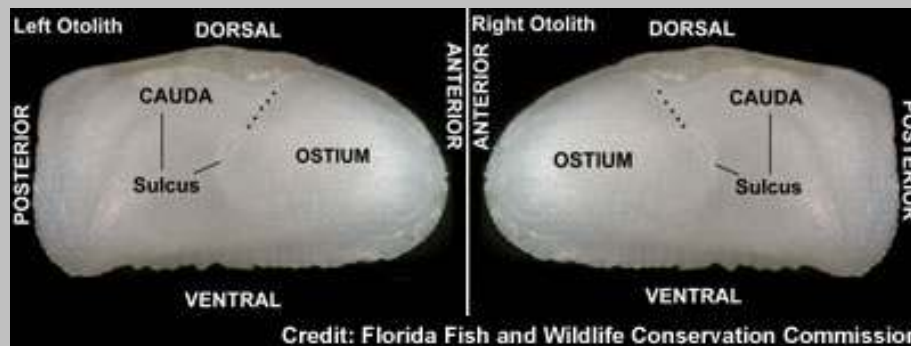 Left Otolith
DORSAL
ANTERIOR
POSTERIOR
CAUDA
OSTIUM
Sulcus
VENTRAL
Right Otolith
DORSAL
ANTERIOR
POSTERIOR
CAUDA
OSTIUM
Sulcus
VENTRAL
Credit: Florida Fish and Wildlife Conservation Commission